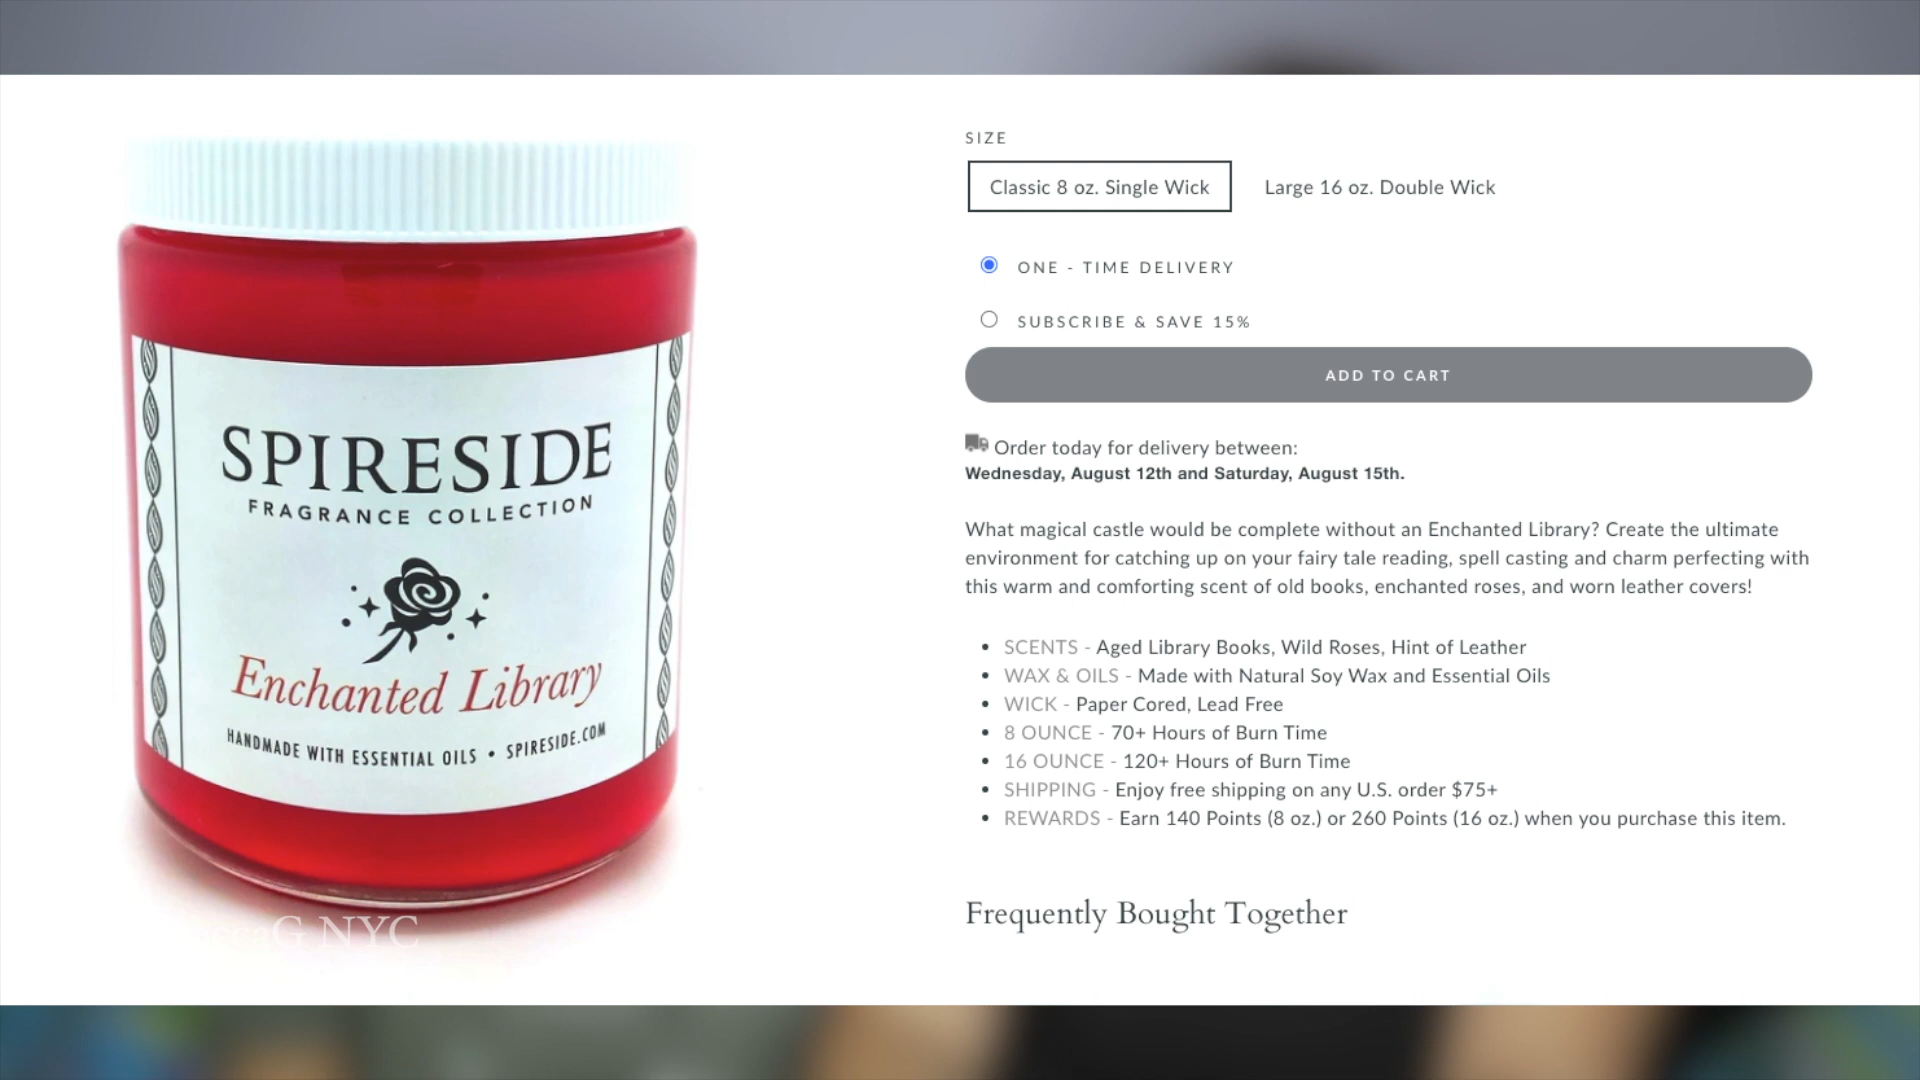 SPIRESIDE
FRAGRANCE COLLECTION
Enchanted Library
HANDMADE WITH ESSENTIAL OILS • SPIRESIDE.COM
G NYC
SIZE
Classic 8 oz. Single Wick
Large 16 oz. Double Wick
ONE - TIME DELIVERY
SUBSCRIBE & SAVE 15%
ADD TO CART
Order today for delivery between:
Wednesday, August 12th and Saturday, August 15th.
What magical castle would be complete without an Enchanted Library? Create the ultimate
environment for catching up on your fairy tale reading, spell casting and charm perfecting with
this warm and comforting scent of old books, enchanted roses, and worn leather covers!
• SCENTS - Aged Library Books, Wild Roses, Hint of Leather
• WAX & OILS - Made with Natural Soy Wax and Essential Oils
• WICK - Paper Cored, Lead Free
• 8 OUNCE - 70+ Hours of Burn Time
• 16 OUNCE - 120+ Hours of Burn Time
• SHIPPING - Enjoy free shipping on any U.S. order $75+
• REWARDS - Earn 140 Points (8 oz.) or 260 Points (16 oz.) when you purchase this item.
Frequently Bought Together